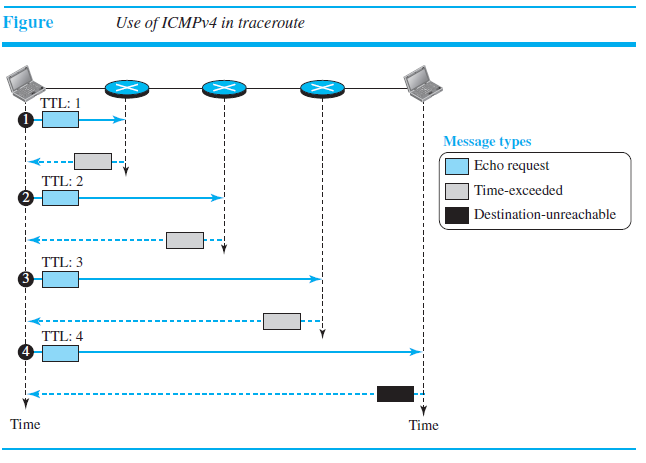 Figure Use of ICMPv4 in traceroute
TTL: 1
1
Message types
Echo request
Time-exceeded
Destination-unreachable
TTL: 2
2
TTL: 3
3
TTL: 4
4
Time
Time